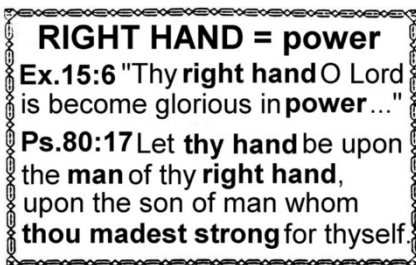 RIGHT HAND = power
Ex.15:6 "Thy right hand O Lord
is become glorious in power..."
Ps.80:17 Let thy hand be upon
the man of thy right hand,
upon the son of man whom
thou madest strong for thyself.